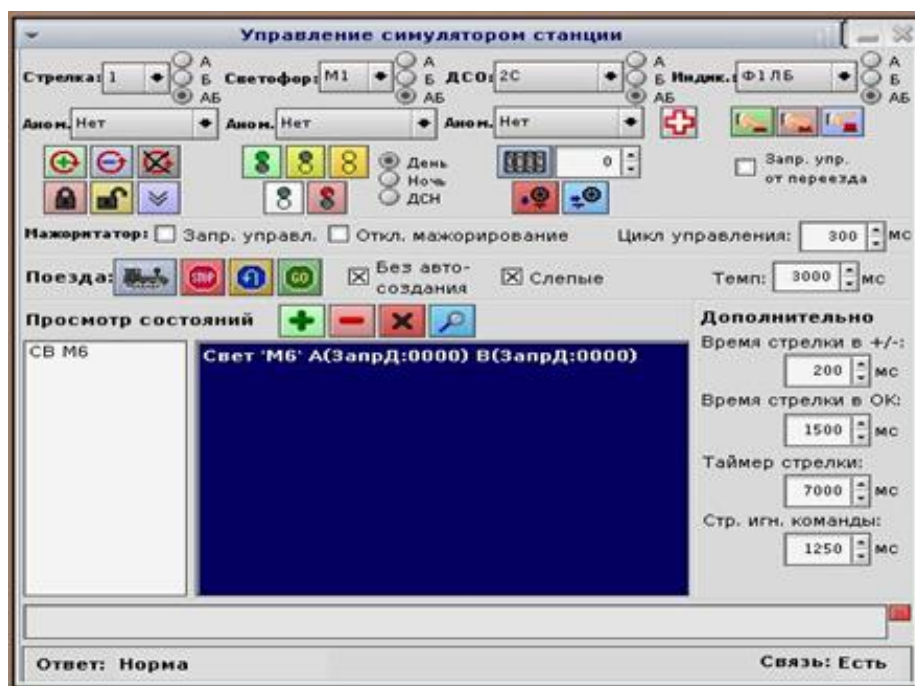 Управление симулятором станции
Стрелка: 1 А Б АБ Светофор: М1 А Б АБ ДСО: 2С А Б АБ Индик.: Ф1ЛБ А Б АБ
Аном. Нет Аном. Нет Аном. Нет
День
Ночь
ДСН
0
Запр. упр.
от переезда
Мажоритатор: Запр. управл. Откл. мажорирование Цикл управления: 300 мс
Поезда: STOP GO Без авто-
создания
Слепые Темп: 3000 мс
Просмотр состояний
СВ М6
Свет 'М6' А(ЗапрД:0000) В(ЗапрД:0000)
Дополнительно
Время стрелки в +/-:
200 мс
Время стрелки в ОК:
1500 мс
Таймер стрелки:
7000 мс
Стр. игн. команды:
1250 мс
Ответ: Норма Связь: Есть